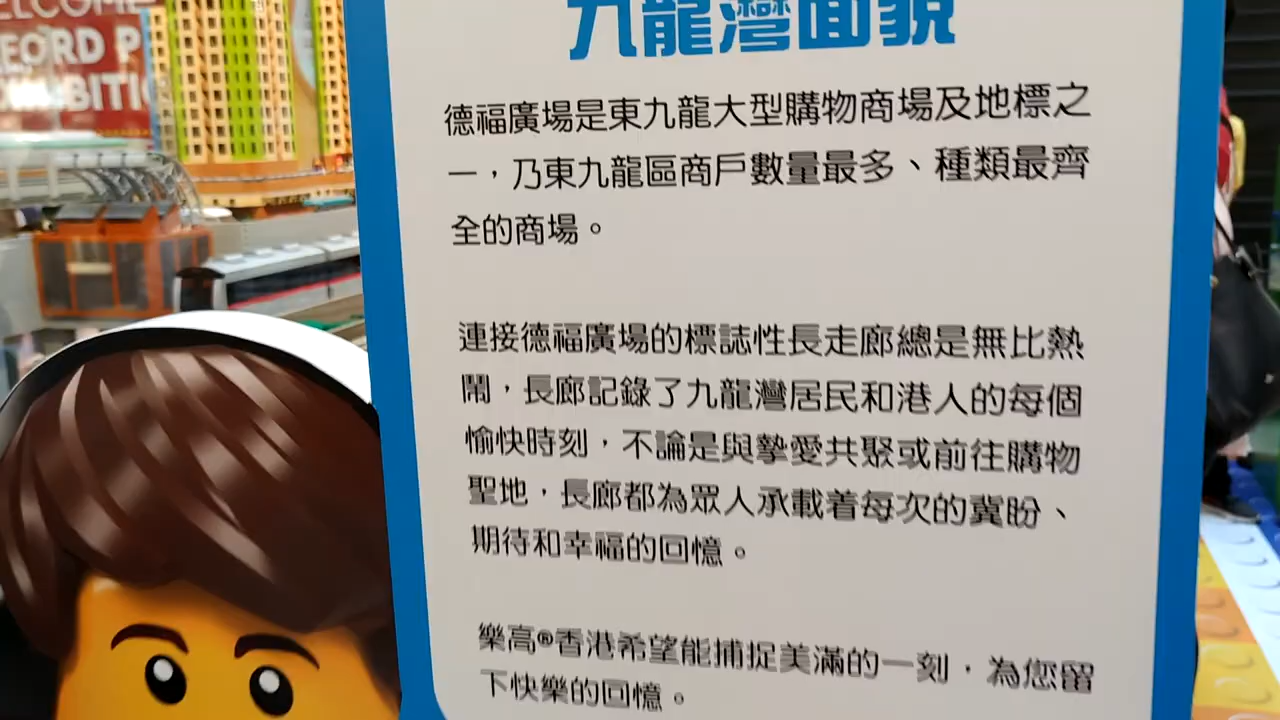 九龍灣面貌
德福廣場是東九龍大型購物商場及地標之
一，乃東九龍區商戶數量最多、種類最齊
全的商場。
連接德福廣場的標誌性長走廊總是無比熱
鬧，長廊記錄了九龍灣居民和港人的每個
愉快時刻，不論是與摯愛共聚或前往購物
聖地，長廊都為眾人承載着每次的冀盼、
期待和幸福的回憶。
樂高®香港希望能捕捉美滿的一刻，為您留
下快樂的回憶。